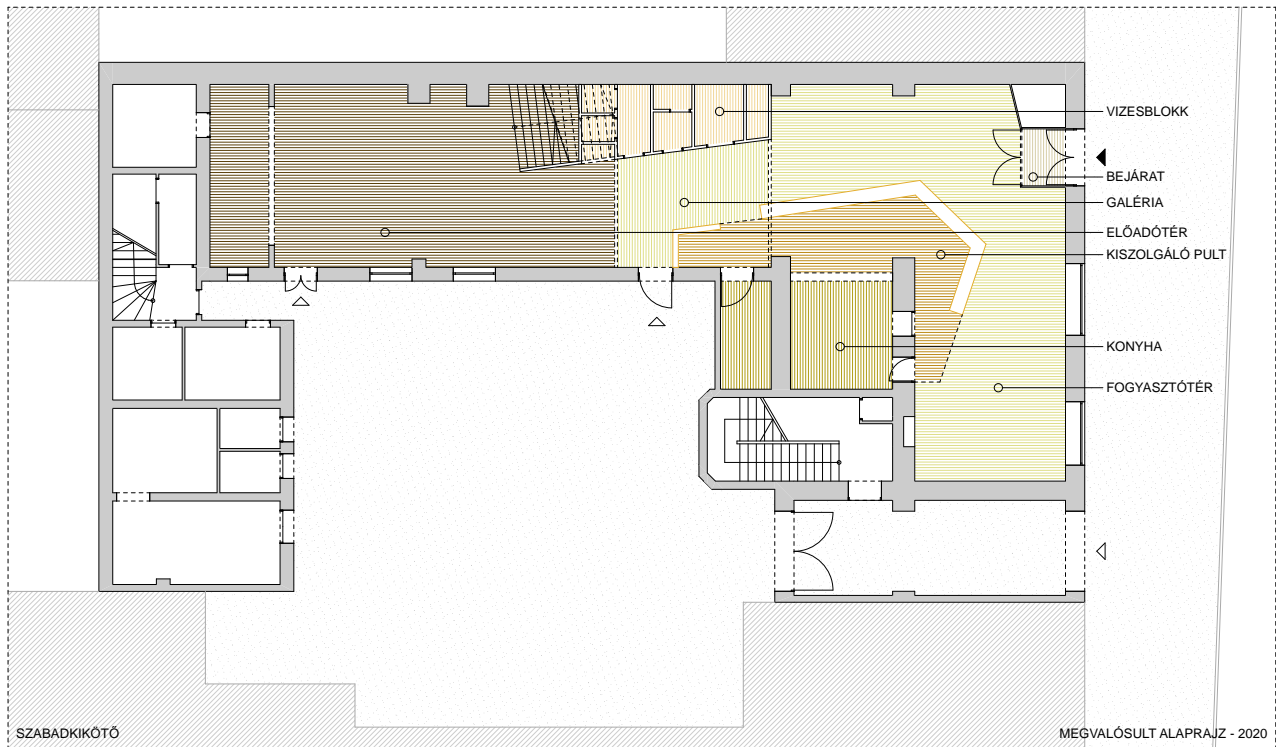 VIZESBLOKK
BEJÁRAT
GALÉRIA
ELŐADÓTÉR
KISZOLGÁLÓ PULT
KONYHA
FOGYASZTÓTÉR
SZABADKIKÖTŐ
MEGVALÓSULT ALAPRAJZ - 2020